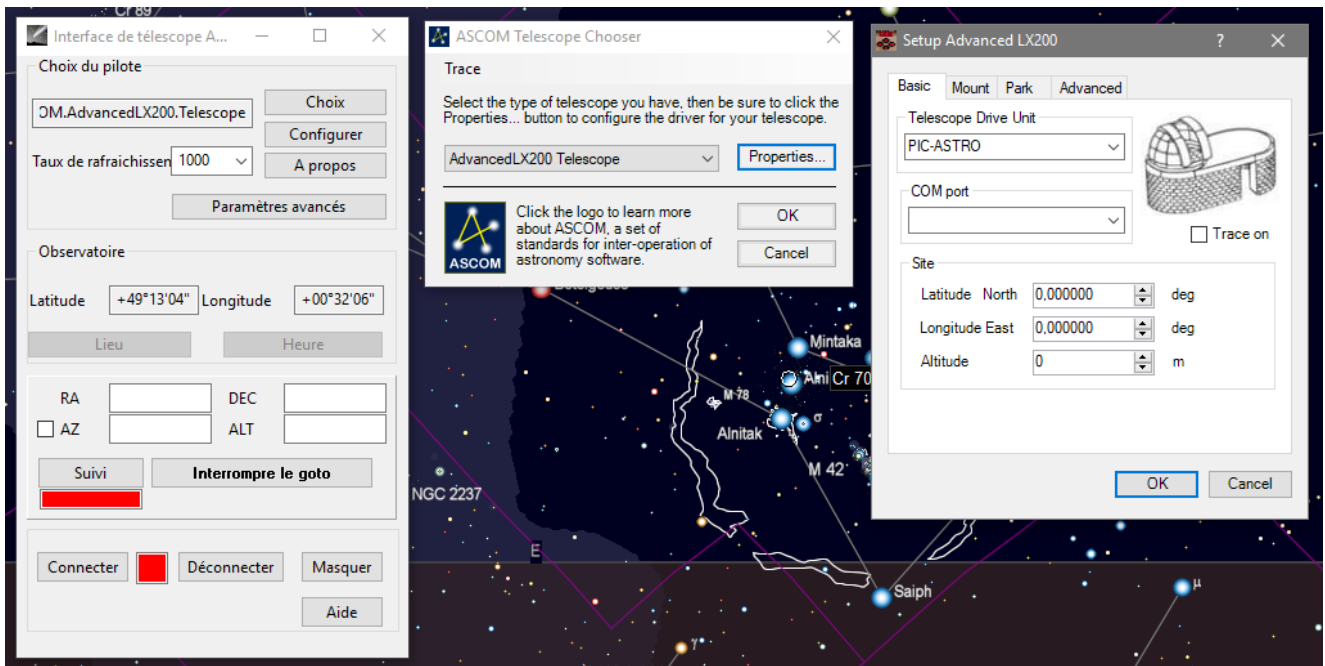 Cr 89
Interface de télescope A...
Choix du pilote
OM.AdvancedLX200.Telescope
Choix
Configurer
Taux de rafraichissen
1000
A propos
Paramètres avancés
Observatoire
Latitude
+49°13'04"
Longitude
+00°32'06"
Lieu
Heure
RA
DEC
AZ
ALT
Suivi
Interrompre le goto
Connecter
Déconnecter
Masquer
Aide
ASCOM Telescope Chooser
Trace
Select the type of telescope you have, then be sure to click the
Properties... button to configure the driver for your telescope.
AdvancedLX200 Telescope
Properties...
Click the logo to learn more
about ASCOM, a set of
standards for inter-operation of
astronomy software.
ASCOM
OK
Cancel
Setup Advanced LX200
?
Basic
Mount
Park
Advanced
Telescope Drive Unit
PIC-ASTRO
COM port
Trace on
Site
Latitude North
0,000000
deg
Longitude East
0,000000
deg
Altitude
0
m
OK
Cancel
Mintaka
Alni
Cr 70
M 78
σ
Alnitak
M 42
NGC 2237
E
Saiph
μ
γ